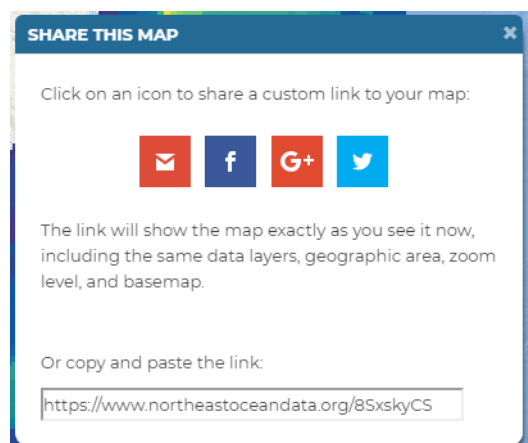 SHARE THIS MAP
Click on an icon to share a custom link to your map:
f G+
The link will show the map exactly as you see it now,
including the same data layers, geographic area, zoom
level, and basemap.
Or copy and paste the link:
https://www.northeastoceandata.org/8SxskyCS